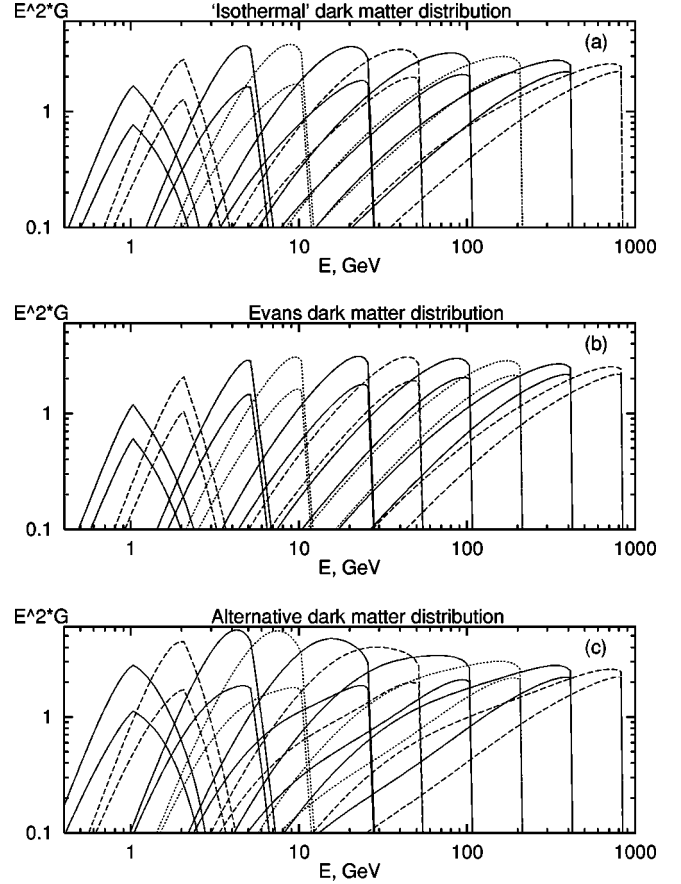 E^2*G
'Isothermal' dark matter distribution
(a)
1
0.1
1 10 100 1000
E, GeV
E^2*G
Evans dark matter distribution
(b)
1
0.1
1 10 100 1000
E, GeV
E^2*G
Alternative dark matter distribution
(c)
1
0.1
1 10 100 1000
E, GeV